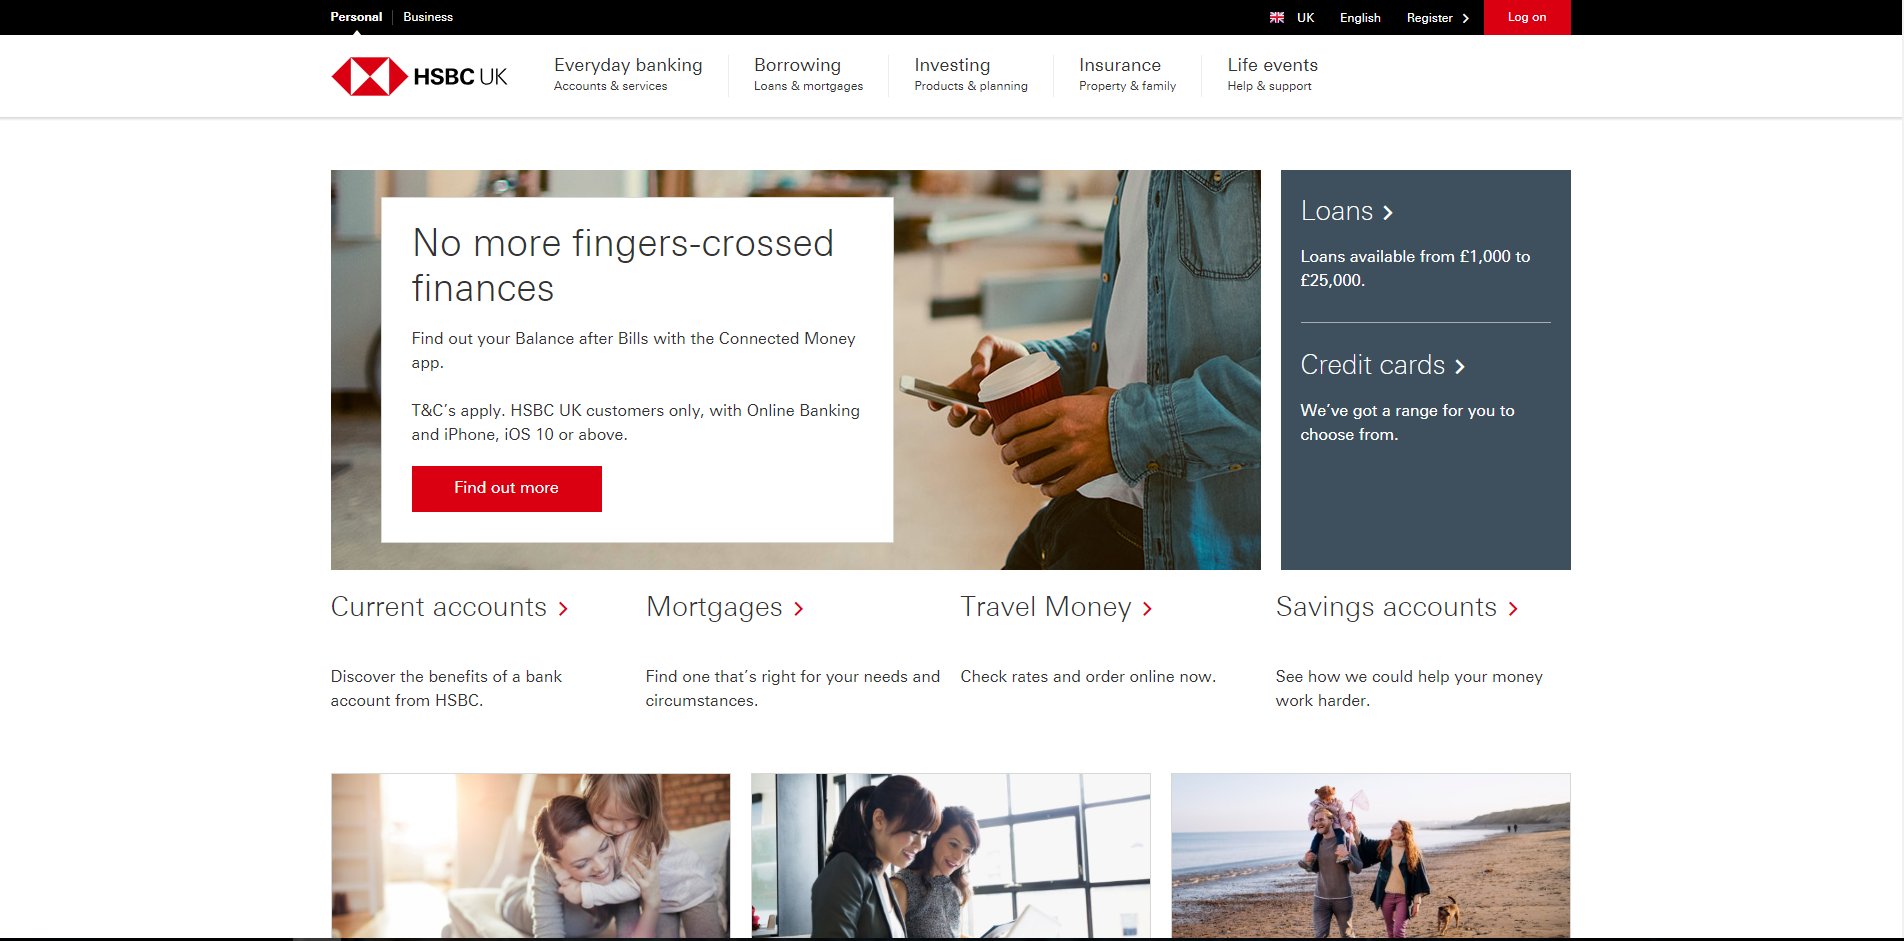 Personal
Business
UK
English
Register
Log on
HSBC UK
Everyday banking
Accounts & services
Borrowing
Loans & mortgages
Investing
Products & planning
Insurance
Property & family
Life events
Help & support
No more fingers-crossed
finances
Find out your Balance after Bills with the Connected Money
app.
T&C's apply. HSBC UK customers only, with Online Banking
and iPhone, iOS 10 or above.
Find out more
Loans
Loans available from £1,000 to
£25,000.
Credit cards
We've got a range for you to
choose from.
Current accounts
Discover the benefits of a bank
account from HSBC.
Mortgages
Find one that's right for your needs and
circumstances.
Travel Money
Check rates and order online now.
Savings accounts
See how we could help your money
work harder.